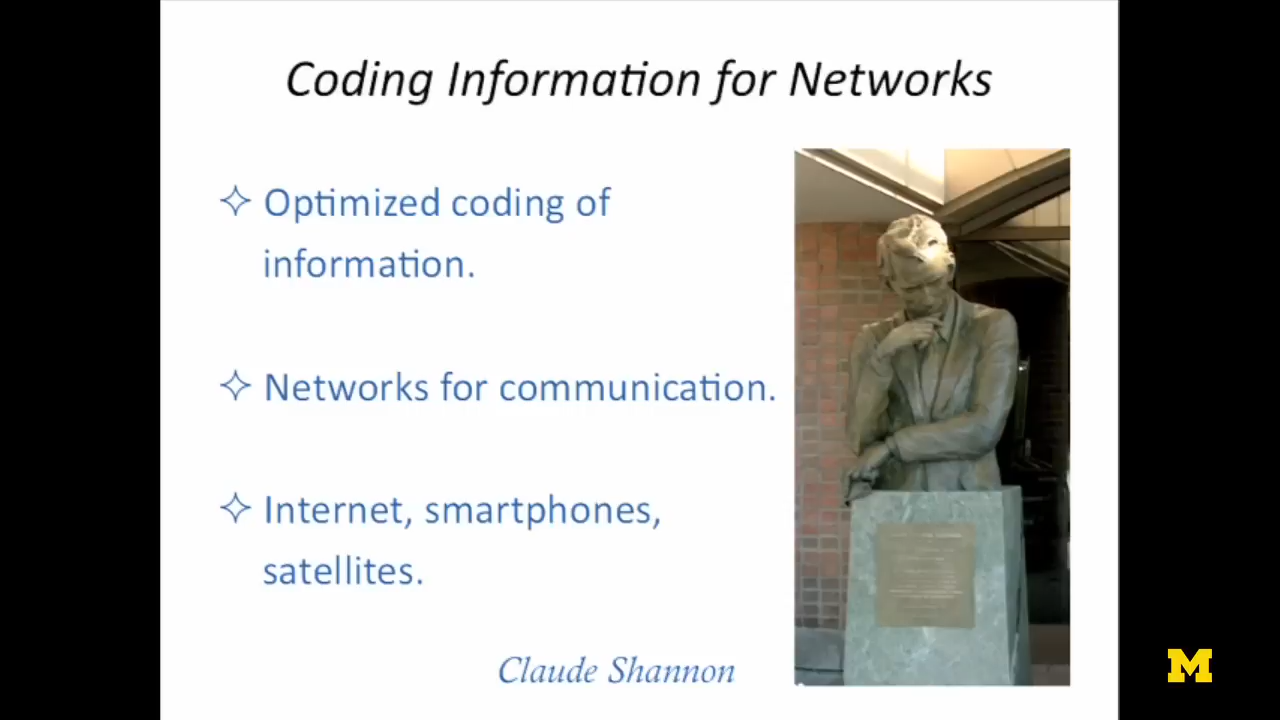 Coding Information for Networks
✧ Optimized coding of
information.
✧ Networks for communication.
✧ Internet, smartphones,
satellites.
Claude Shannon
M